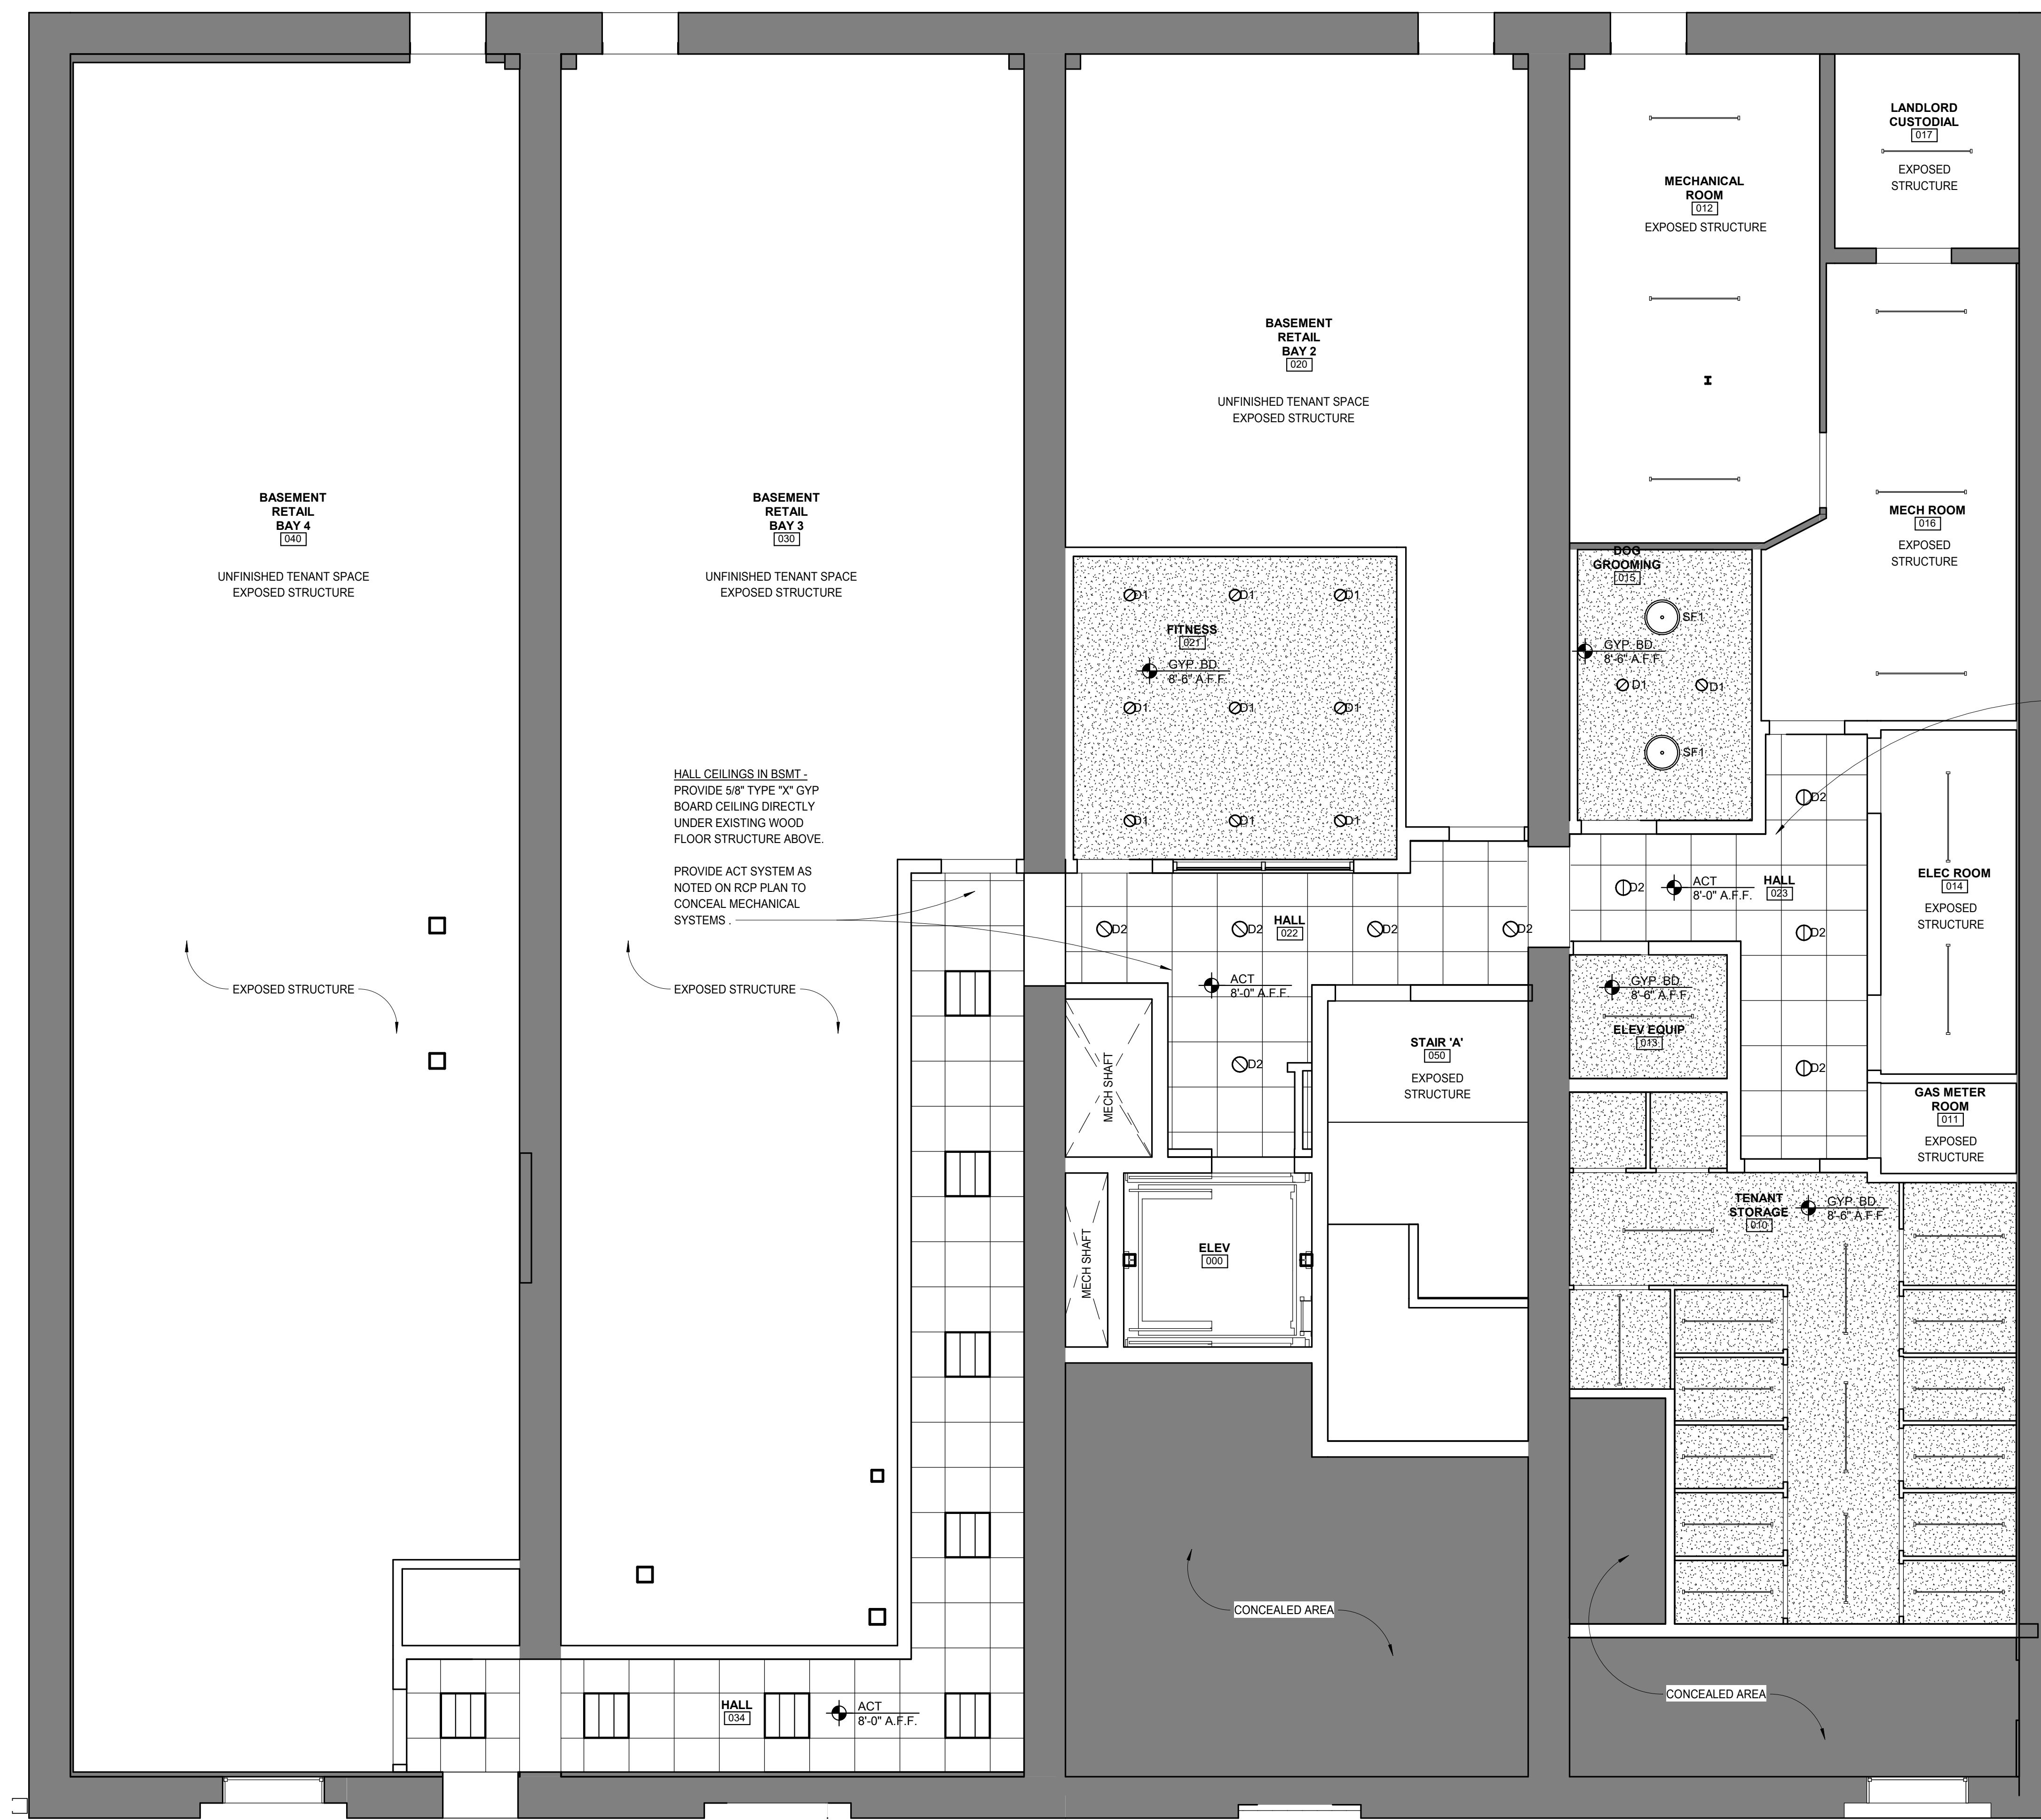 LANDLORD
CUSTODIAL
017
EXPOSED
STRUCTURE
MECHANICAL
ROOM
012
EXPOSED STRUCTURE
BASEMENT
RETAIL
BAY 2
020
UNFINISHED TENANT SPACE
EXPOSED STRUCTURE
BASEMENT
RETAIL
BAY 4
040
UNFINISHED TENANT SPACE
EXPOSED STRUCTURE
BASEMENT
RETAIL
BAY 3
030
UNFINISHED TENANT SPACE
EXPOSED STRUCTURE
MECH ROOM
016
EXPOSED
STRUCTURE
DOG
GROOMING
015
SF1
GYP. BD.
8'-6" A.F.F.
D1
D1
SF1
D1
D1
D1
FITNESS
021
GYP. BD.
8'-6" A.F.F.
D1
D1
D1
D1
D1
D1
HALL CEILINGS IN BSMT -
PROVIDE 5/8" TYPE "X" GYP
BOARD CEILING DIRECTLY
UNDER EXISTING WOOD
FLOOR STRUCTURE ABOVE.
PROVIDE ACT SYSTEM AS
NOTED ON RCP PLAN TO
CONCEAL MECHANICAL
SYSTEMS .
D2
D2
ACT
8'-0" A.F.F.
HALL
023
D2
D2
ELEC ROOM
014
EXPOSED
STRUCTURE
D2
D2
HALL
022
D2
D2
ACT
8'-0" A.F.F.
D2
EXPOSED STRUCTURE
EXPOSED STRUCTURE
GYP. BD.
8'-6" A.F.F.
ELEV EQUIP
013
STAIR 'A'
050
EXPOSED
STRUCTURE
MECH SHAFT
GAS METER
ROOM
011
EXPOSED
STRUCTURE
TENANT
STORAGE
010
GYP. BD.
8'-6" A.F.F.
MECH SHAFT
ELEV
000
CONCEALED AREA
CONCEALED AREA
HALL
034
ACT
8'-0" A.F.F.